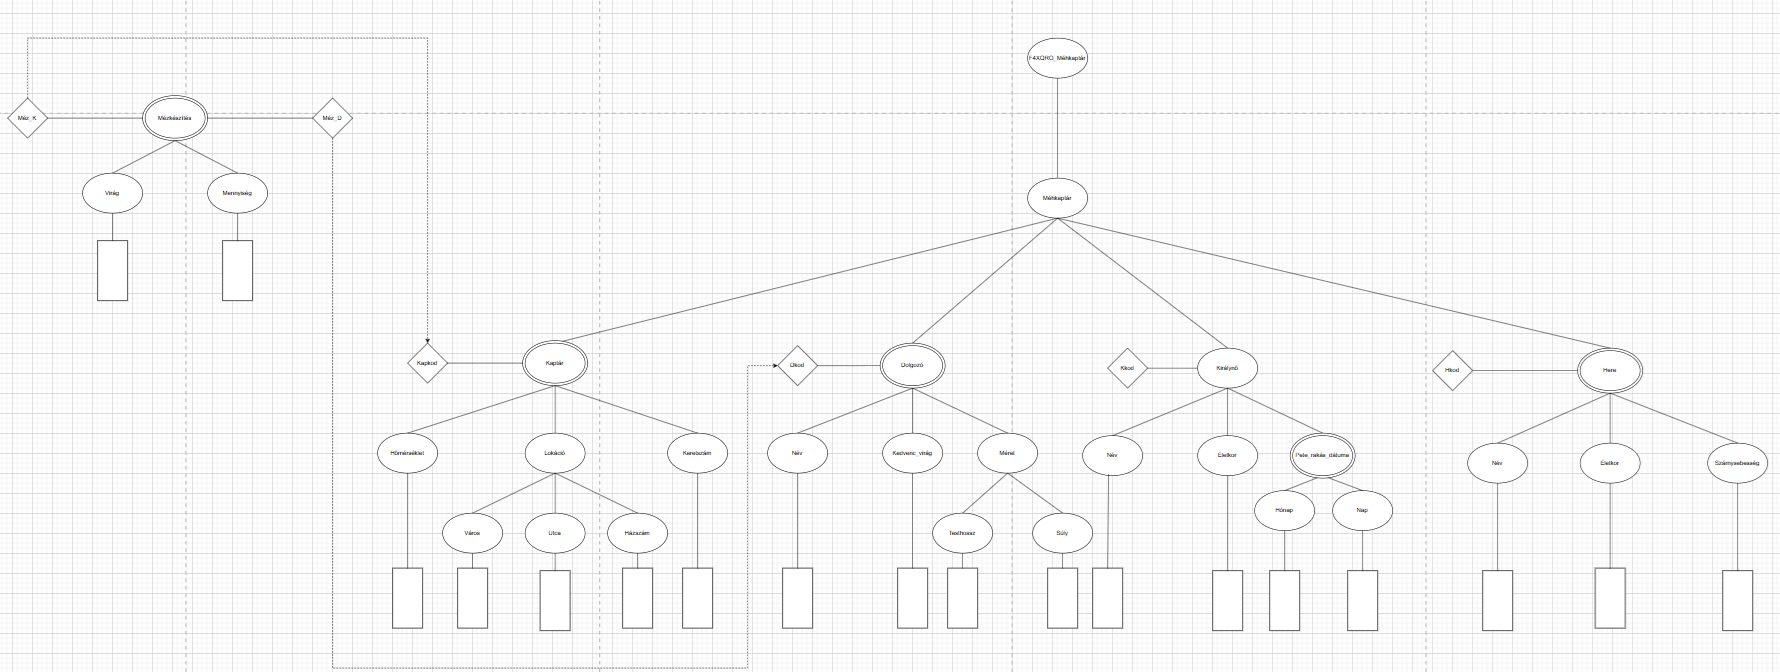 F4XQRO_Méhkaptár
Méz_K
Mézkészítés
Méz_D
Virág
Mennyiség
Méhkaptár
Kapkod
Kaptár
Dkod
Dolgozó
Kkod
Királynő
Hkod
Here
Hőmérséklet
Lokáció
Keretszám
Név
Kedvenc_virág
Méret
Név
Életkor
Pete_rakás_dátuma
Név
Életkor
Szárnysebesség
Város
Utca
Házszám
Testhossz
Súly
Hónap
Nap